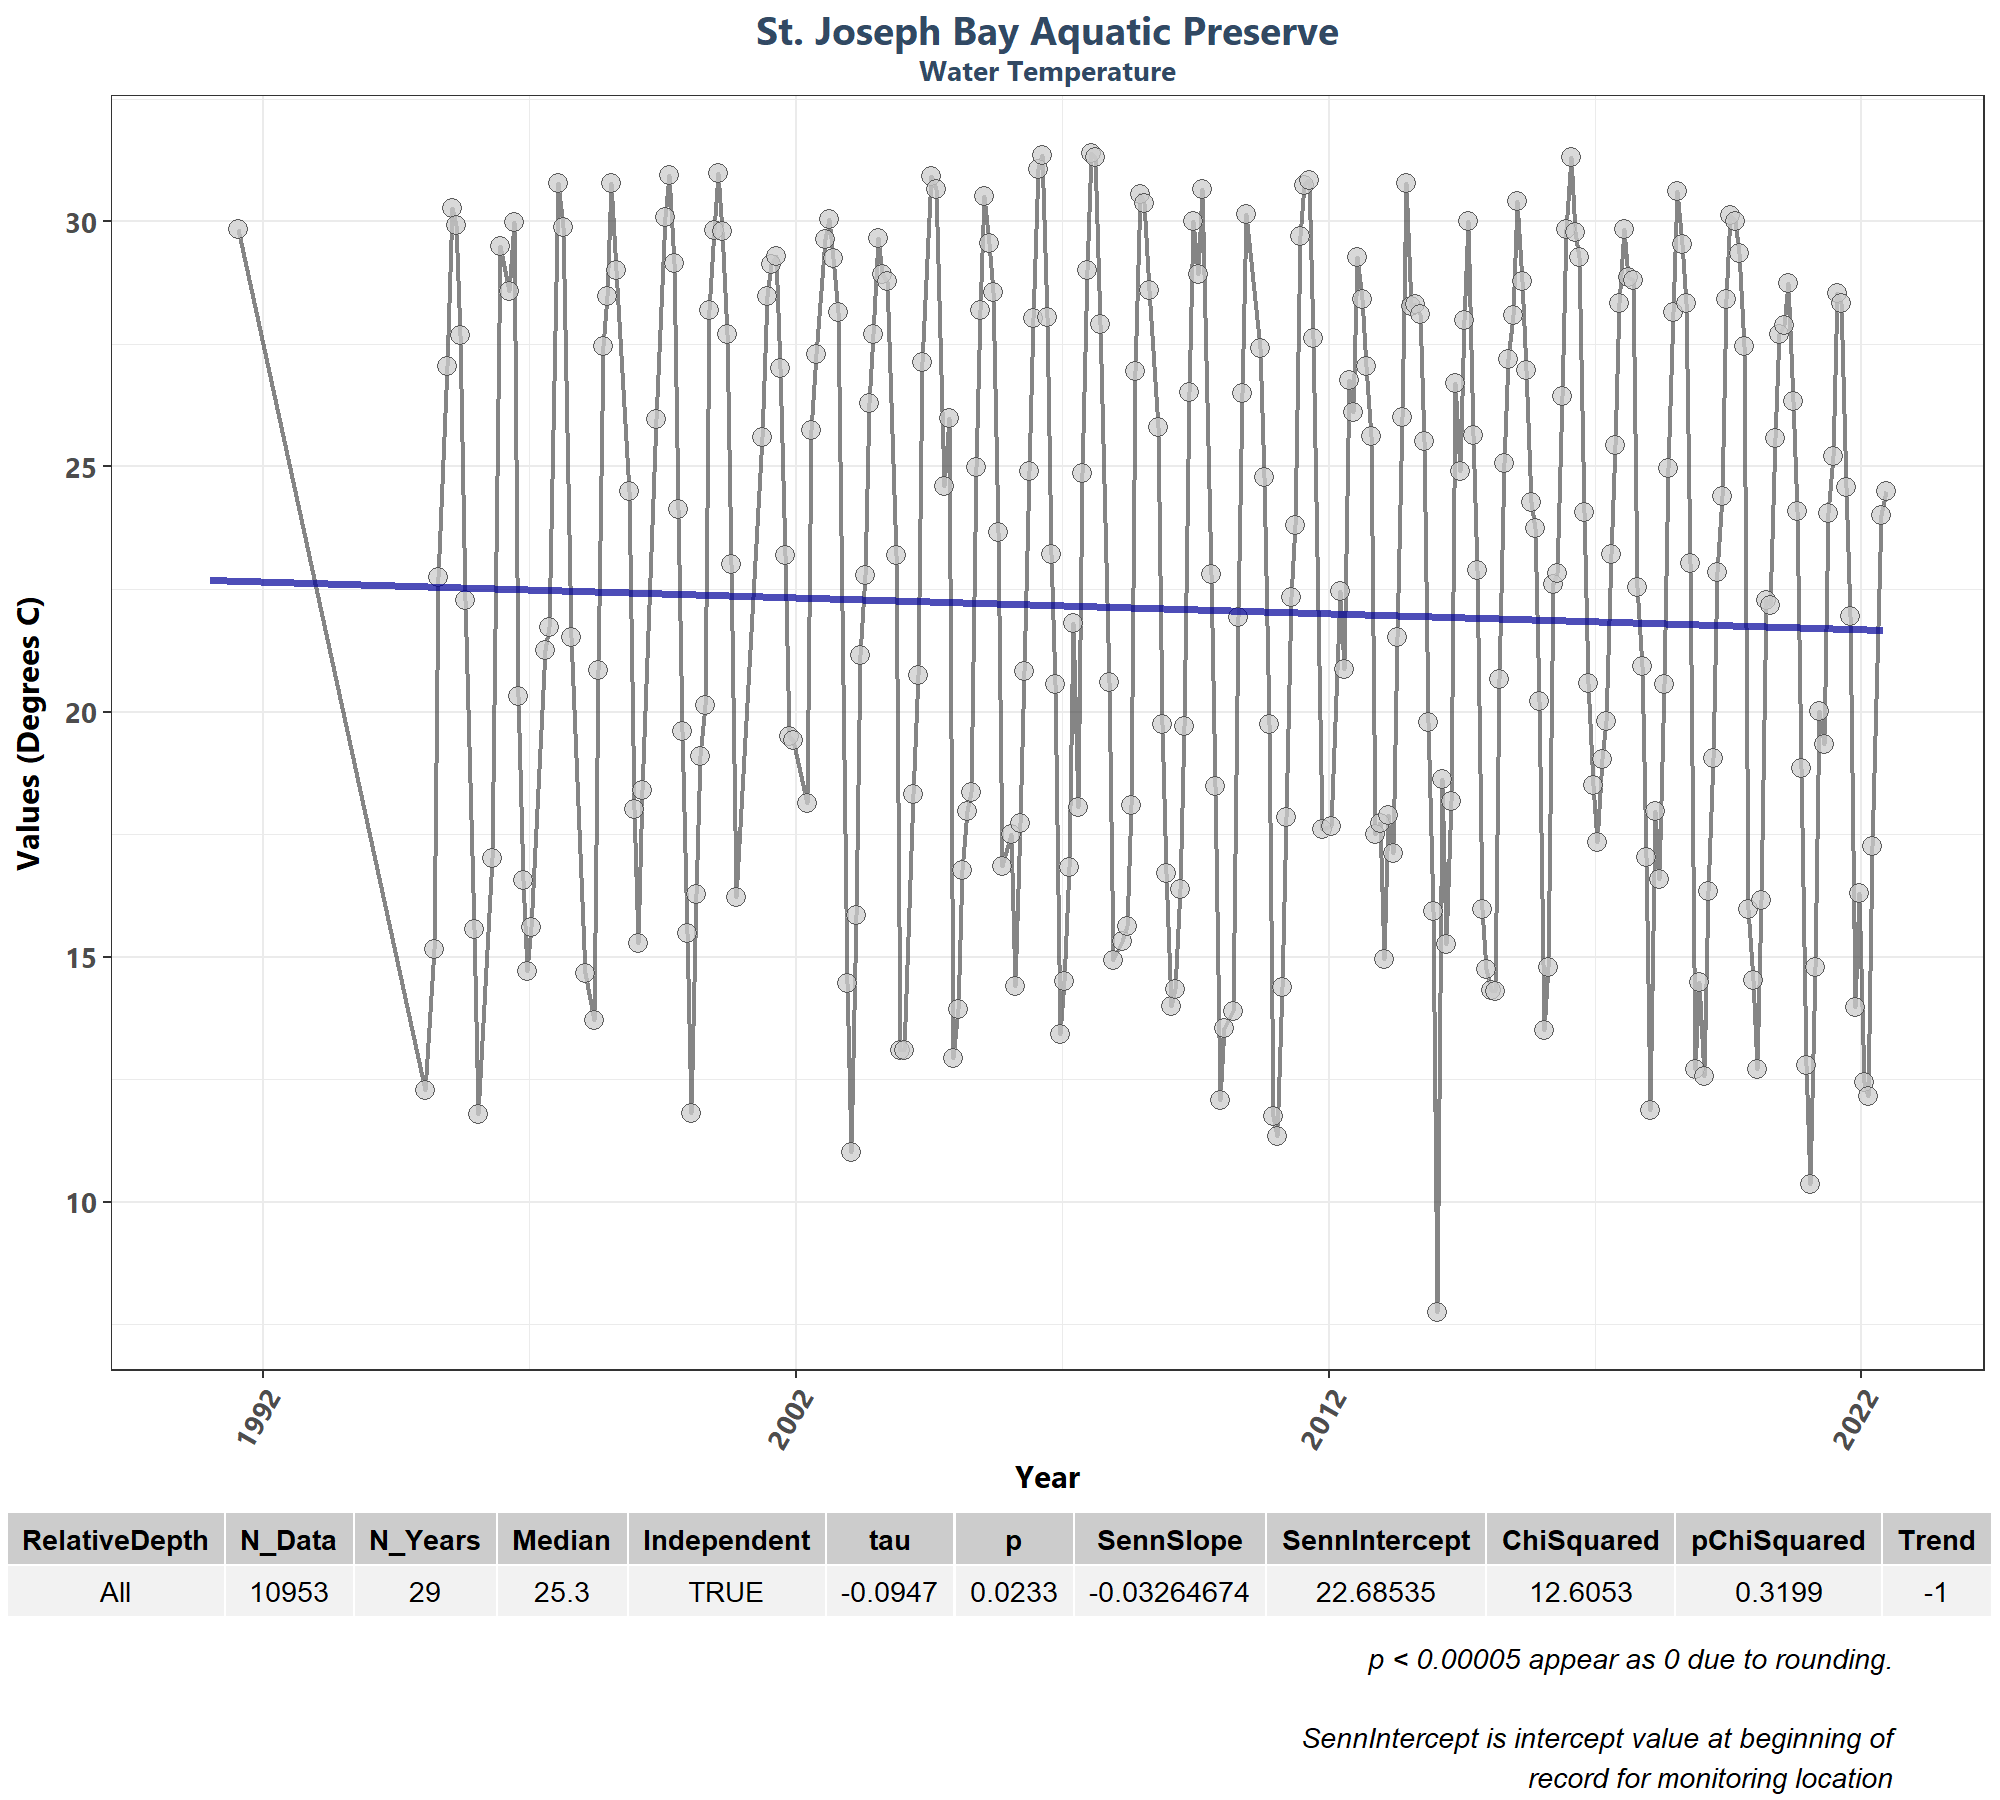 St. Joseph Bay Aquatic Preserve
Water Temperature
Values (Degrees C)
30
25
20
15
10
1992 2002 2012 2022
Year
RelativeDepth N_Data N_Years Median Independent tau p SennSlope SennIntercept ChiSquared pChiSquared Trend
All 10953 29 25.3 TRUE -0.0947 0.0233 -0.03264674 22.68535 12.6053 0.3199 -1
p < 0.00005 appear as 0 due to rounding.
SennIntercept is intercept value at beginning of
record for monitoring location